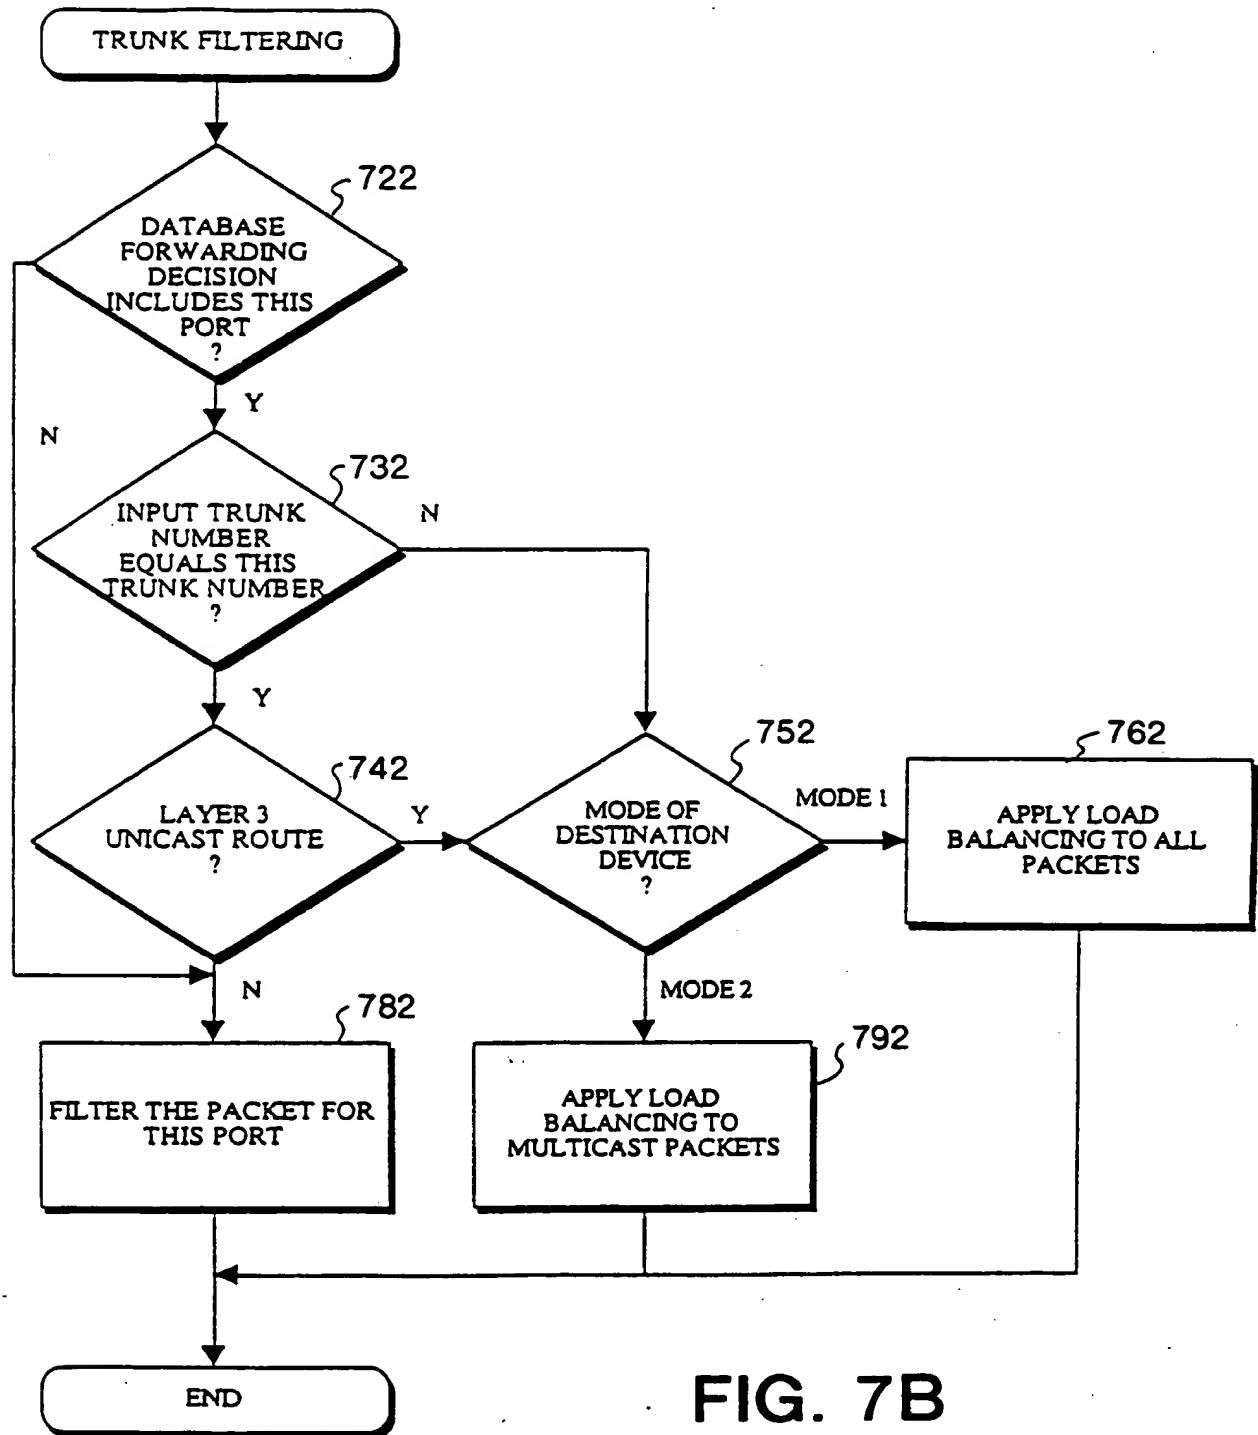 TRUNK FILTERING
722
DATABASE
FORWARDING
DECISION
INCLUDES THIS
PORT
?
Y
N
732
INPUT TRUNK
NUMBER
EQUALS THIS
TRUNK NUMBER
?
N
Y
742
LAYER 3
UNICAST ROUTE
?
Y
N
752
MODE OF
DESTINATION
DEVICE
?
MODE 1
MODE 2
762
APPLY LOAD
BALANCING TO ALL
PACKETS
782
FILTER THE PACKET FOR
THIS PORT
792
APPLY LOAD
BALANCING TO
MULTICAST PACKETS
END
FIG. 7B